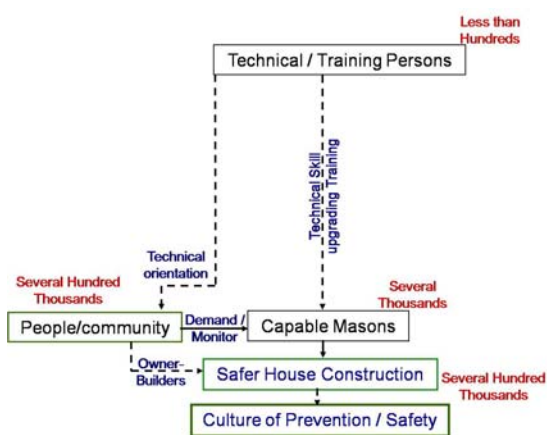 Less than
Hundreds
Technical / Training Persons
Technical Skill
upgrading Training
Technical
orientation
Several Hundred
Thousands
Several
Thousands
People/community
Demand /
Monitor
Capable Masons
Owner-
Builders
Safer House Construction
Several Hundred
Thousands
Culture of Prevention / Safety